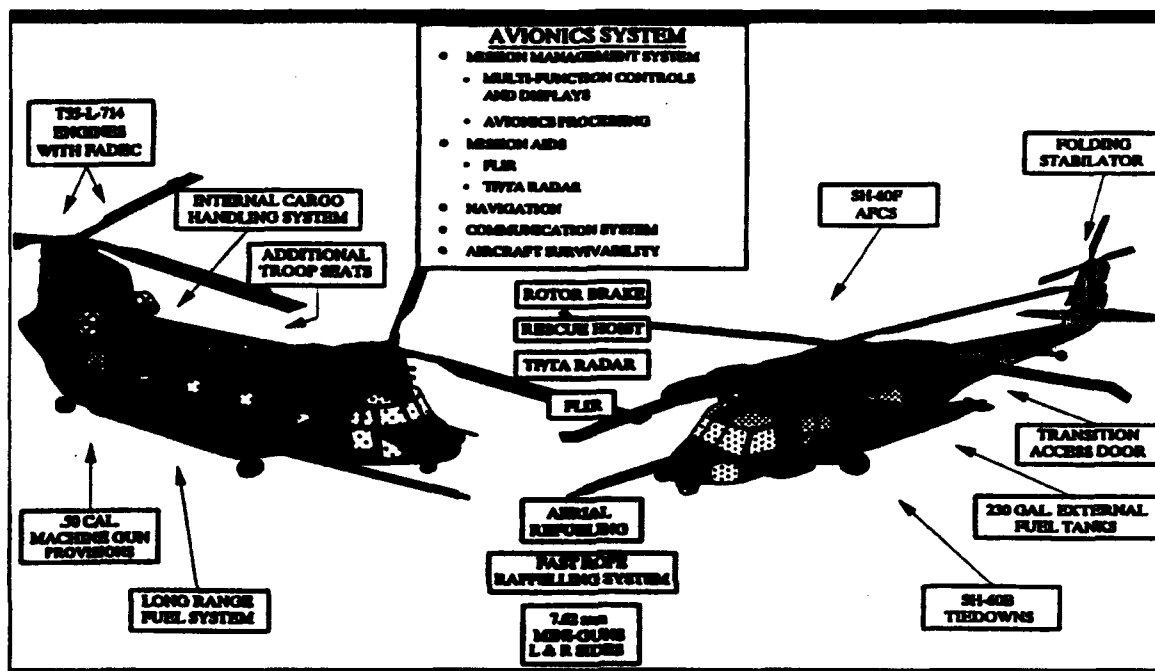 AVIONICS SYSTEM
• MISSION MANAGEMENT SYSTEM
• MULTI-FUNCTION CONTROLS
AND DISPLAYS
• AVIONICS PROCESSING
• MISSION AIDS
• FLIR
• TF/TA RADAR
• NAVIGATION
• COMMUNICATION SYSTEM
• AIRCRAFT SURVIVABILITY
T55-L-714
ENGINES
WITH FADEC
INTERNAL CARGO
HANDLING SYSTEM
ADDITIONAL
TROOP SEATS
.50 CAL.
MACHINE GUN
PROVISIONS
LONG RANGE
FUEL SYSTEM
ROTOR BRAKE
RESCUE HOIST
TF/TA RADAR
FLIR
AERIAL
REFUELING
FAST ROPE
RAPPELLING SYSTEM
7.62 mm
MINI-GUNS
L & R SIDES
SH-60F
AFCS
FOLDING
STABILATOR
TRANSITION
ACCESS DOOR
230 GAL. EXTERNAL
FUEL TANKS
SH-60B
TIEDOWNS